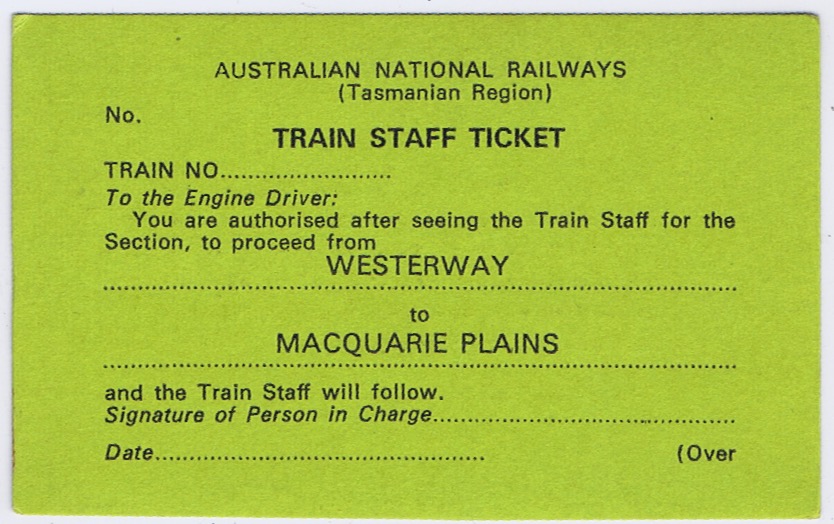 AUSTRALIAN NATIONAL RAILWAYS
(Tasmanian Region)
No.
TRAIN STAFF TICKET
TRAIN NO..........................
To the Engine Driver:
You are authorised after seeing the Train Staff for the
Section, to proceed from
WESTERWAY
................................................................................................
to
MACQUARIE PLAINS
................................................................................................
and the Train Staff will follow.
Signature of Person in Charge..............................................
Date.................................................. (Over